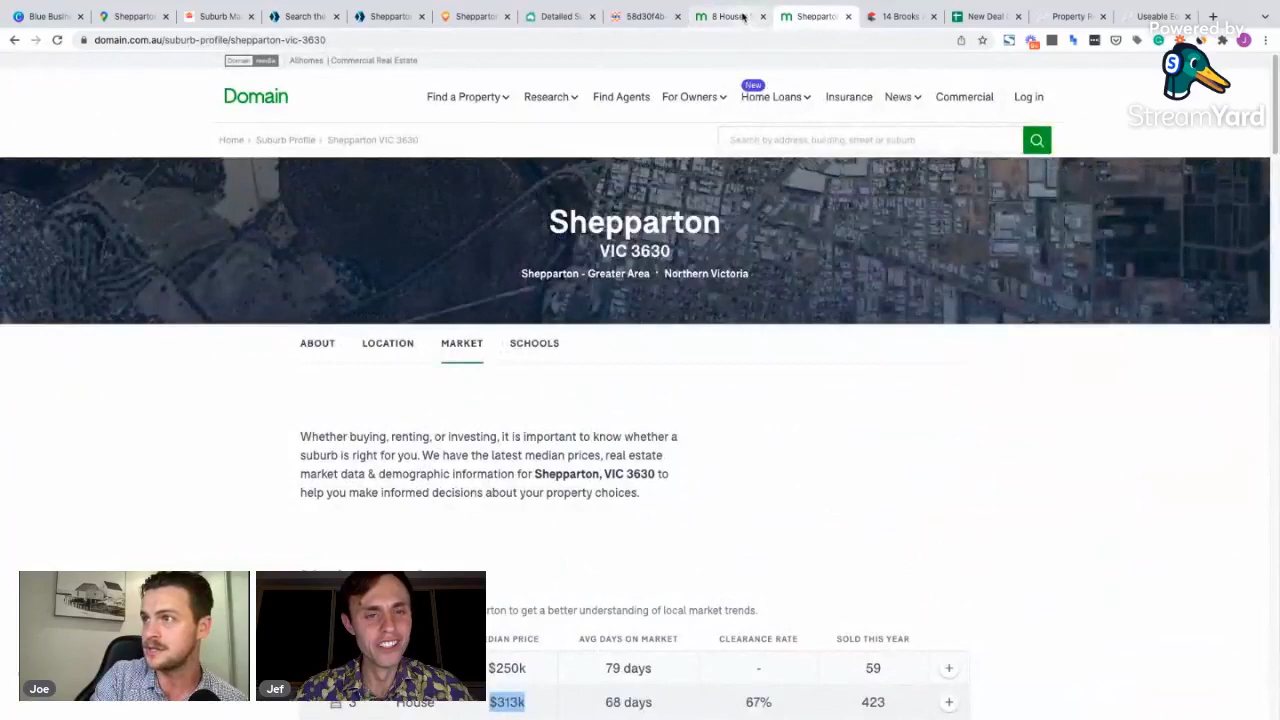 Blue Busin
Shepparton
Suburb Ma
Search the
Shepparto
Shepparton
Detailed S
58d30f4b-
8 House
Shepparto
14 Brooks
New Deal
Property R
Useable Eq
domain.com.au/suburb-profile/shepparton-vic-3630
Powered by
StreamYard
Domain media
Allhomes | Commercial Real Estate
Domain
Find a Property
Research
Find Agents
For Owners
New
Home Loans
Insurance
News
Commercial
Log in
Home › Suburb Profile › Shepparton VIC 3630
Search by address, building, street or suburb
Shepparton
VIC 3630
Shepparton - Greater Area · Northern Victoria
ABOUT
LOCATION
MARKET
SCHOOLS
Whether buying, renting, or investing, it is important to know whether a
suburb is right for you. We have the latest median prices, real estate
market data & demographic information for Shepparton, VIC 3630 to
help you make informed decisions about your property choices.
rton to get a better understanding of local market trends.
DIAN PRICE
AVG DAYS ON MARKET
CLEARANCE RATE
SOLD THIS YEAR
$250k
79 days
-
59
+
3
House
$313k
68 days
67%
423
+
Joe
Jef